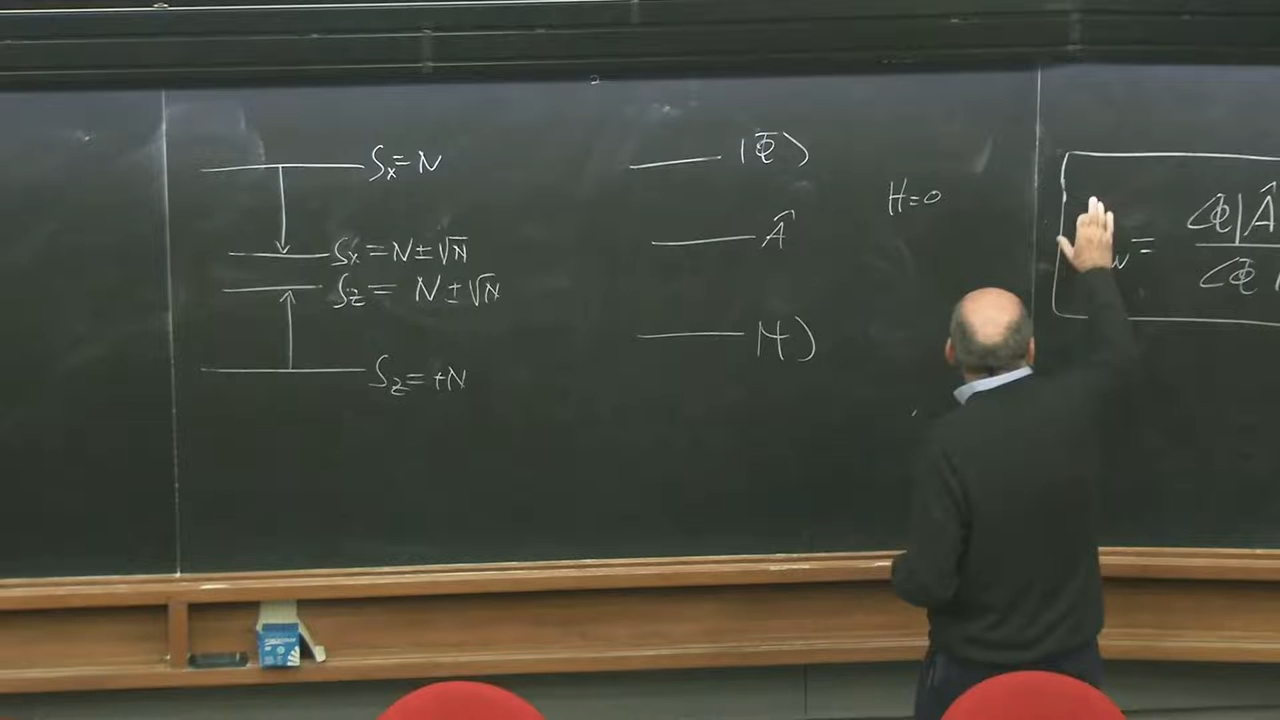 S_x = N
S_x = N ± √N
S_z = N ± √N
S_z = +N
|Φ⟩
Â
|Ψ⟩
H=0
w = ⟨Φ|Â
⟨Φ|